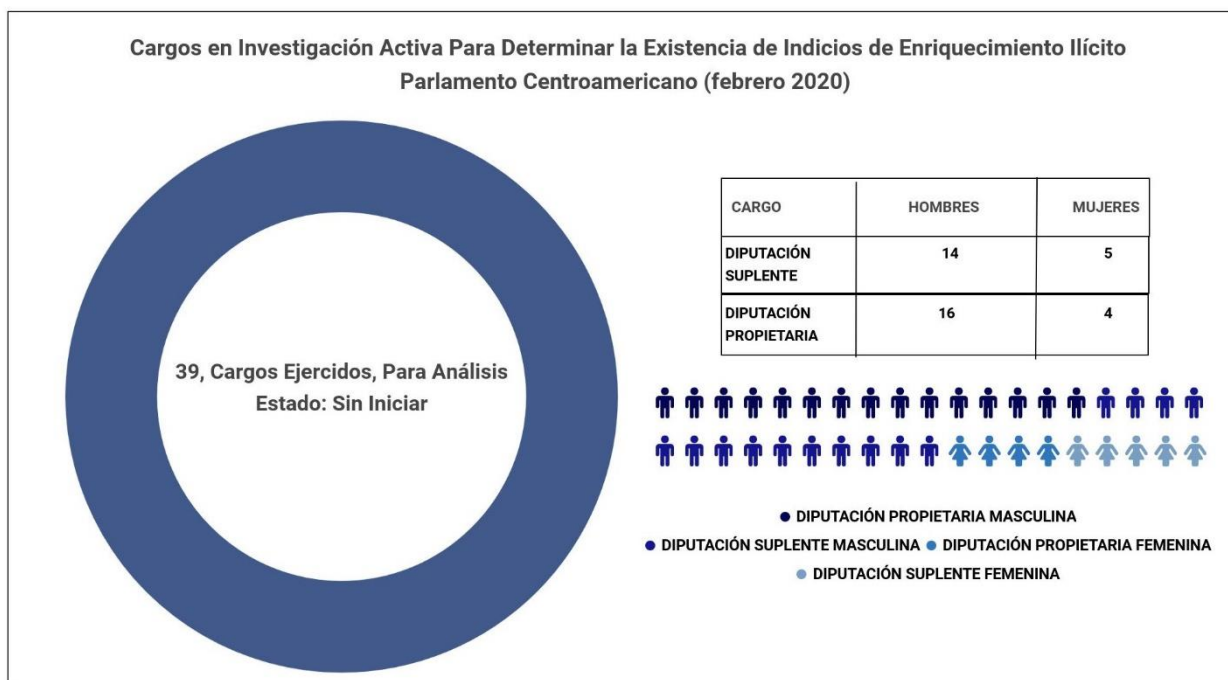 Cargos en Investigación Activa Para Determinar la Existencia de Indicios de Enriquecimiento Ilícito
Parlamento Centroamericano (febrero 2020)
39, Cargos Ejercidos, Para Análisis
Estado: Sin Iniciar
CARGO HOMBRES MUJERES
DIPUTACIÓN
SUPLENTE
14 5
DIPUTACIÓN
PROPIETARIA
16 4
DIPUTACIÓN PROPIETARIA MASCULINA
DIPUTACIÓN SUPLENTE MASCULINA DIPUTACIÓN PROPIETARIA FEMENINA
DIPUTACIÓN SUPLENTE FEMENINA